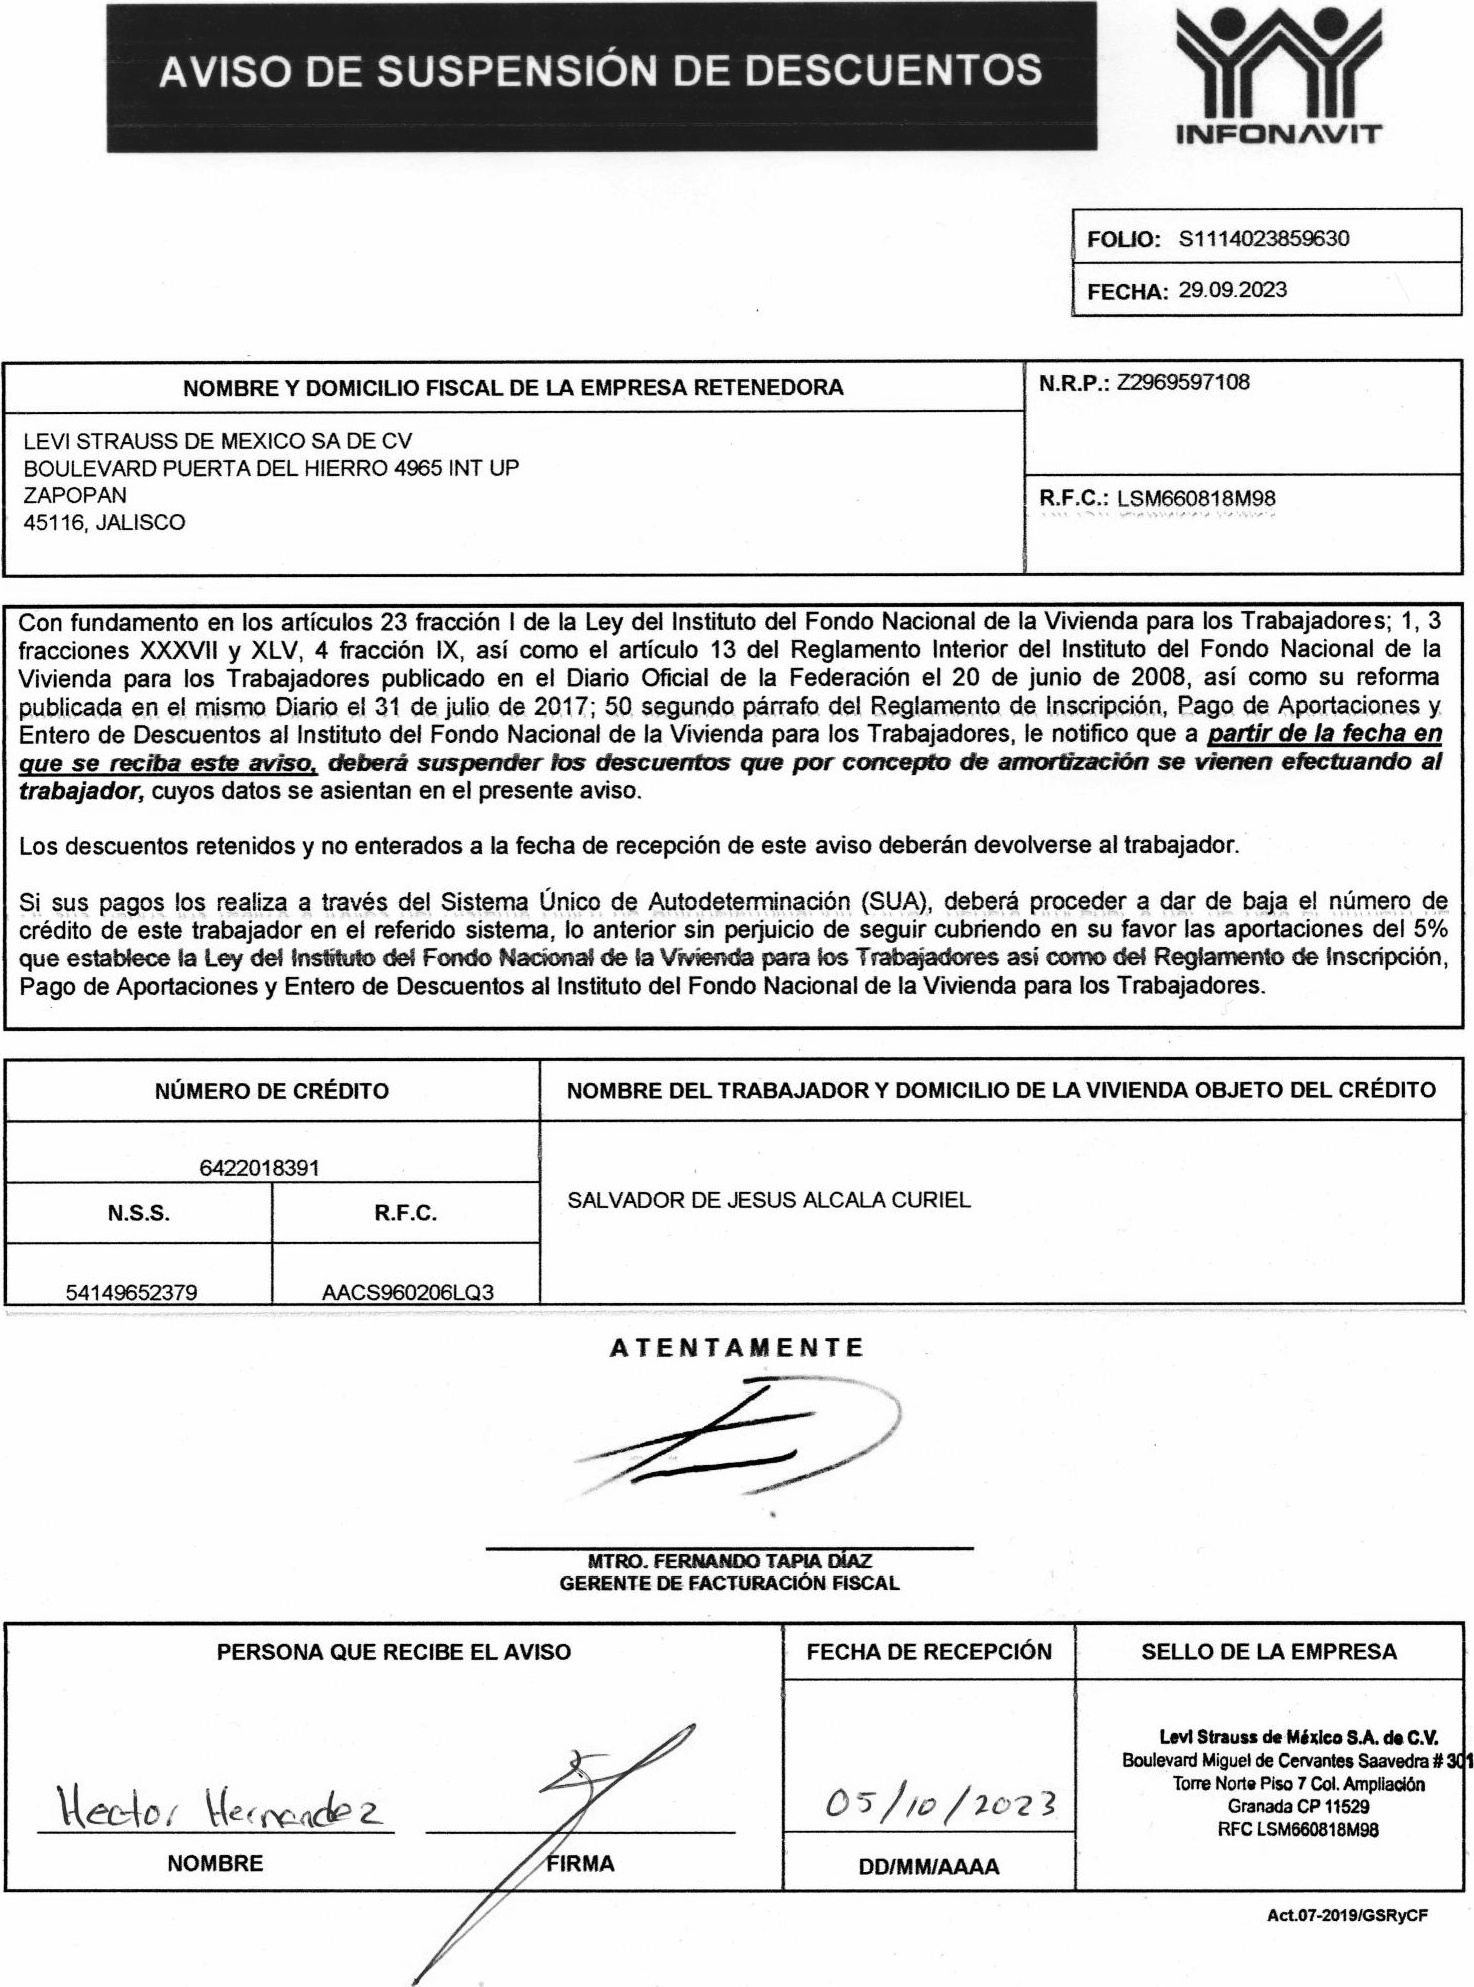 AVISO DE SUSPENSIÓN DE DESCUENTOS
INFONAVIT
FOLIO: S1114023859630
FECHA: 29.09.2023
NOMBRE Y DOMICILIO FISCAL DE LA EMPRESA RETENEDORA
N.R.P.: Z2969597108
LEVI STRAUSS DE MEXICO SA DE CV
BOULEVARD PUERTA DEL HIERRO 4965 INT UP
ZAPOPAN
45116, JALISCO
R.F.C.: LSM660818M98
Con fundamento en los artículos 23 fracción I de la Ley del Instituto del Fondo Nacional de la Vivienda para los Trabajadores; 1, 3
fracciones XXXVII y XLV, 4 fracción IX, así como el artículo 13 del Reglamento Interior del Instituto del Fondo Nacional de la
Vivienda para los Trabajadores publicado en el Diario Oficial de la Federación el 20 de junio de 2008, así como su reforma
publicada en el mismo Diario el 31 de julio de 2017; 50 segundo párrafo del Reglamento de Inscripción, Pago de Aportaciones y
Entero de Descuentos al Instituto del Fondo Nacional de la Vivienda para los Trabajadores, le notifico que a partir de la fecha en
que se reciba este aviso, deberá suspender los descuentos que por concepto de amortización se vienen efectuando al
trabajador, cuyos datos se asientan en el presente aviso.
Los descuentos retenidos y no enterados a la fecha de recepción de este aviso deberán devolverse al trabajador.
Si sus pagos los realiza a través del Sistema Único de Autodeterminación (SUA), deberá proceder a dar de baja el número de
crédito de este trabajador en el referido sistema, lo anterior sin perjuicio de seguir cubriendo en su favor las aportaciones del 5%
que establece la Ley del Instituto del Fondo Nacional de la Vivienda para los Trabajadores así como del Reglamento de Inscripción,
Pago de Aportaciones y Entero de Descuentos al Instituto del Fondo Nacional de la Vivienda para los Trabajadores.
NÚMERO DE CRÉDITO
NOMBRE DEL TRABAJADOR Y DOMICILIO DE LA VIVIENDA OBJETO DEL CRÉDITO
6422018391
SALVADOR DE JESUS ALCALA CURIEL
N.S.S. R.F.C.
54149652379 AACS960206LQ3
ATENTAMENTE
MTRO. FERNANDO TAPIA DÍAZ
GERENTE DE FACTURACIÓN FISCAL
PERSONA QUE RECIBE EL AVISO
FECHA DE RECEPCIÓN
SELLO DE LA EMPRESA
Hector Hernandez
05/10/2023
Levi Strauss de México S.A. de C.V.
Boulevard Miguel de Cervantes Saavedra # 301
Torre Norte Piso 7 Col. Ampliación
Granada CP 11529
RFC LSM660818M98
NOMBRE FIRMA
DD/MM/AAAA
Act.07-2019/GSRyCF